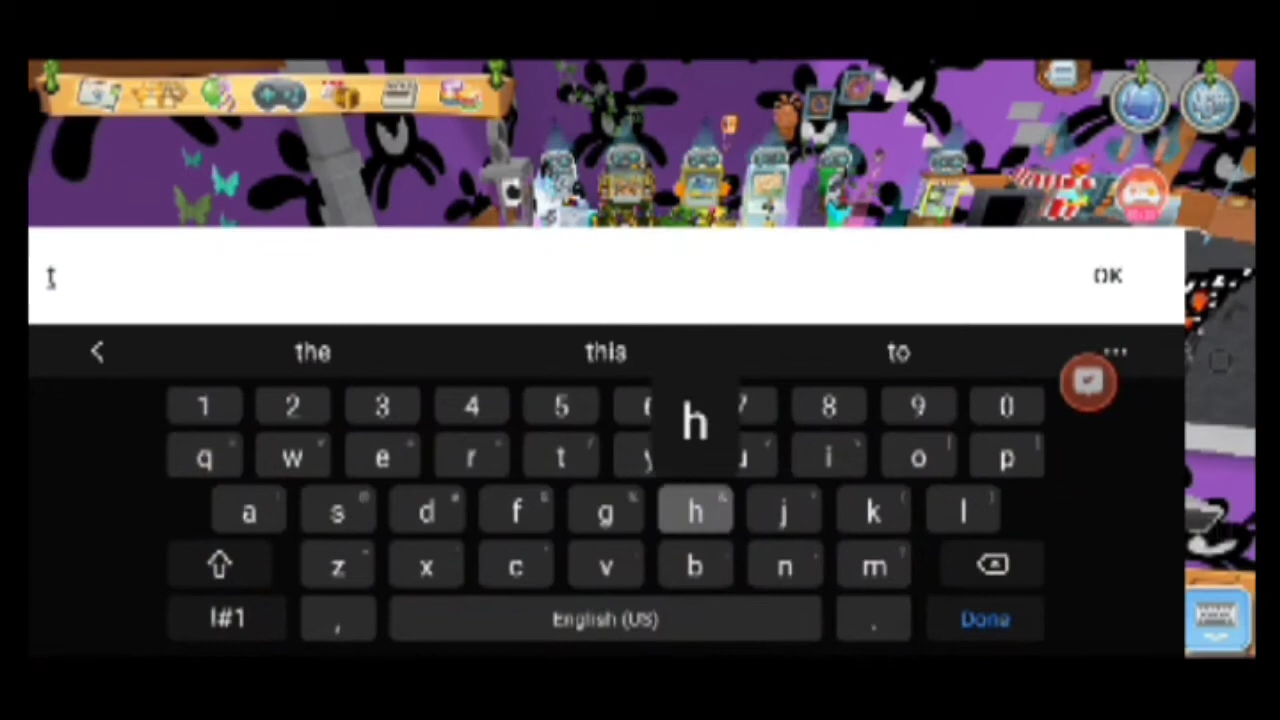 t
OK
the this to
h
1 2 3 4 5 7 8 9 0
q w e r t y u i o p
a s d f g h j k l
z x c v b n m
!#1 , English (US) . Done